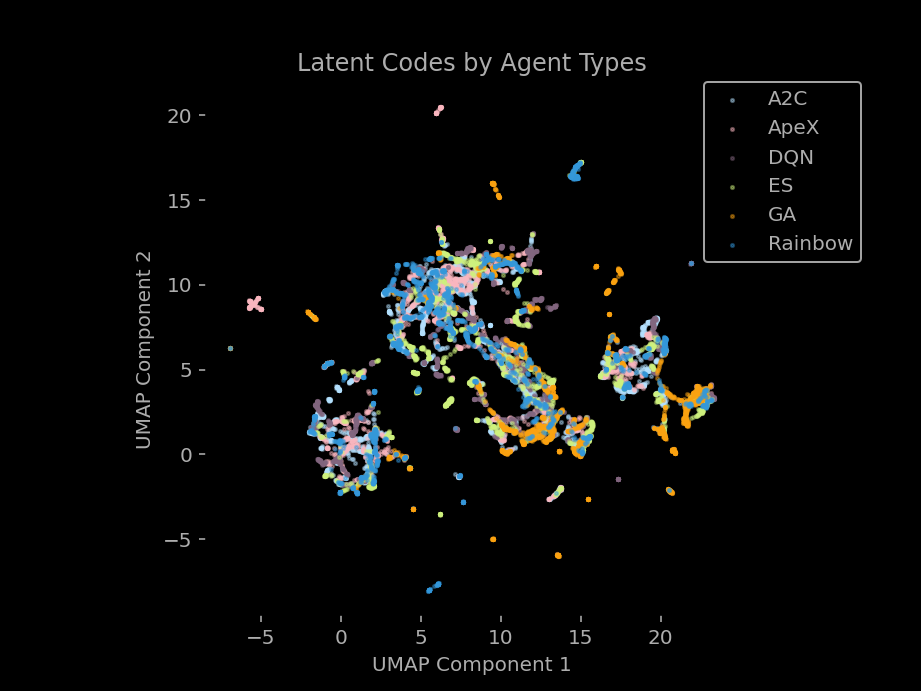 Latent Codes by Agent Types
A2C
ApeX
DQN
ES
GA
Rainbow
20
15
10
5
0
−5
UMAP Component 2
−5
0
5
10
15
20
UMAP Component 1